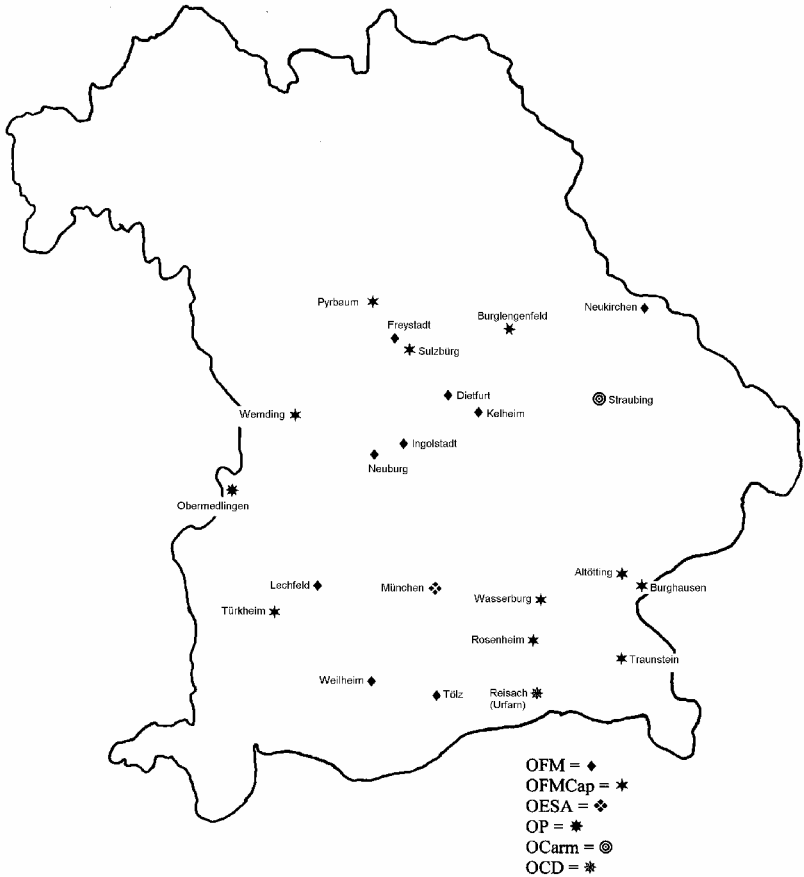 Pyrbaum
Freystadt
Sulzbürg
Burglengenfeld
Neukirchen
Dietfurt
Kelheim
Straubing
Wemding
Ingolstadt
Neuburg
Obermedlingen
Lechfeld
München
Altötting
Burghausen
Türkheim
Wasserburg
Rosenheim
Traunstein
Weilheim
Tölz
Reisach
(Urfarn)
OFM =
OFMCap =
OESA =
OP =
OCarm =
OCD =